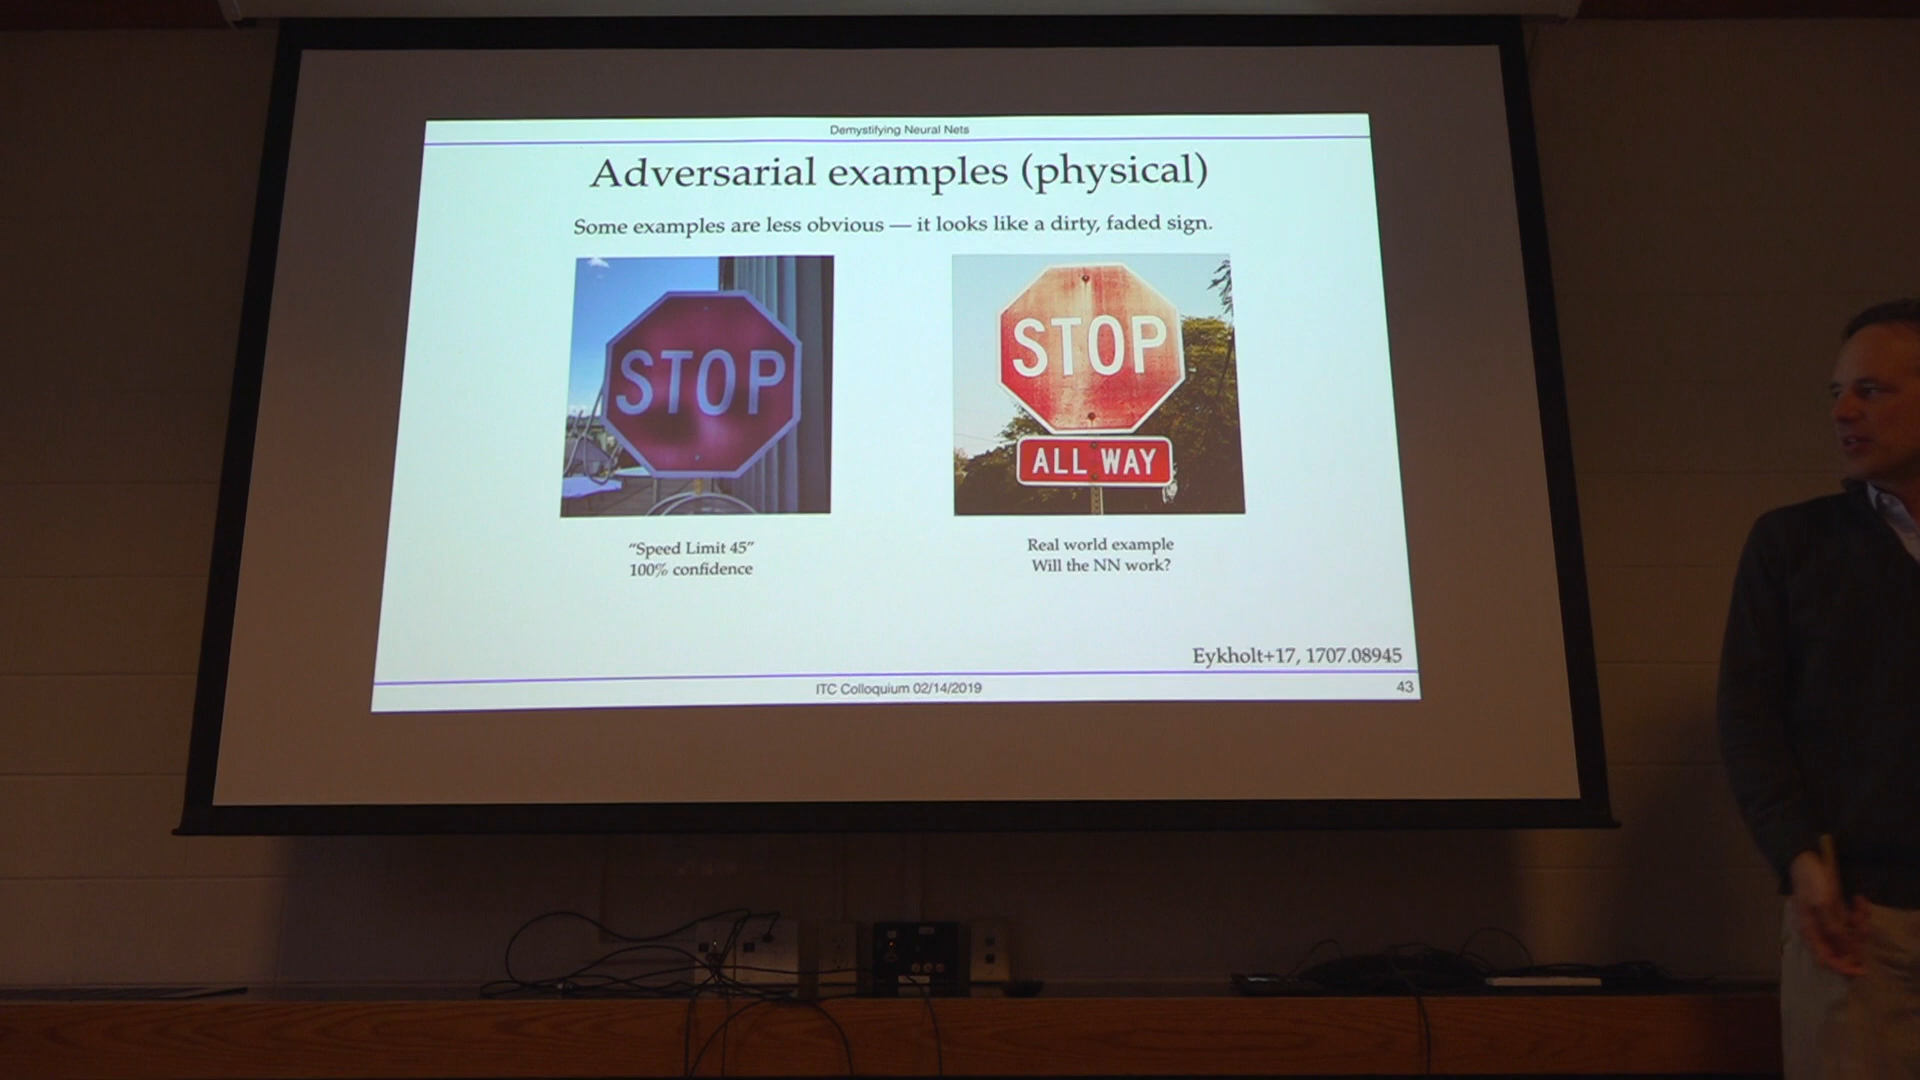 Demystifying Neural Nets
Adversarial examples (physical)
Some examples are less obvious — it looks like a dirty, faded sign.
STOP
STOP
ALL WAY
"Speed Limit 45"
100% confidence
Real world example
Will the NN work?
Eykholt+17, 1707.08945
ITC Colloquium 02/14/2019
43